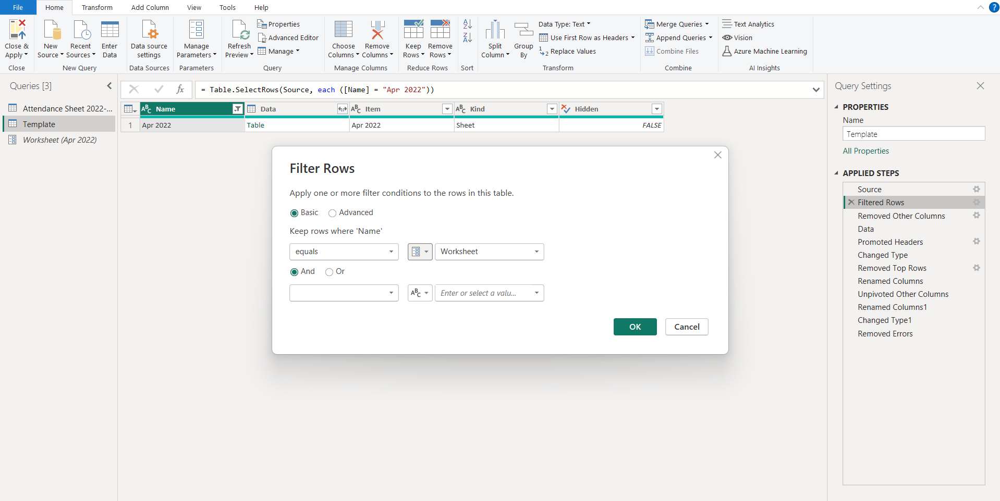 File Home Transform Add Column View Tools Help ?
Close & Apply
New Source
Recent Sources
Enter Data
Data source settings
Manage Parameters
Refresh Preview
Properties
Advanced Editor
Manage
Choose Columns
Remove Columns
Keep Rows
Remove Rows
A Z
Z A
Split Column
Group By
Data Type: Text
Use First Row as Headers
1 2 Replace Values
Merge Queries
Append Queries
Combine Files
Text Analytics
Vision
Azure Machine Learning
Close New Query Data Sources Parameters Query Manage Columns Reduce Rows Sort Transform Combine AI Insights
Queries [3]
Attendance Sheet 2022-...
Template
Worksheet (Apr 2022)
fx = Table.SelectRows(Source, each ([Name] = "Apr 2022"))
ABC Name Data ABC Item ABC Kind Hidden
1 Apr 2022 Table Apr 2022 Sheet FALSE
Filter Rows
Apply one or more filter conditions to the rows in this table.
Basic Advanced
Keep rows where 'Name'
equals Worksheet
And Or
ABC Enter or select a valu...
OK Cancel
Query Settings
PROPERTIES
Name
Template
All Properties
APPLIED STEPS
Source
Filtered Rows
Removed Other Columns
Data
Promoted Headers
Changed Type
Removed Top Rows
Renamed Columns
Unpivoted Other Columns
Renamed Columns1
Changed Type1
Removed Errors